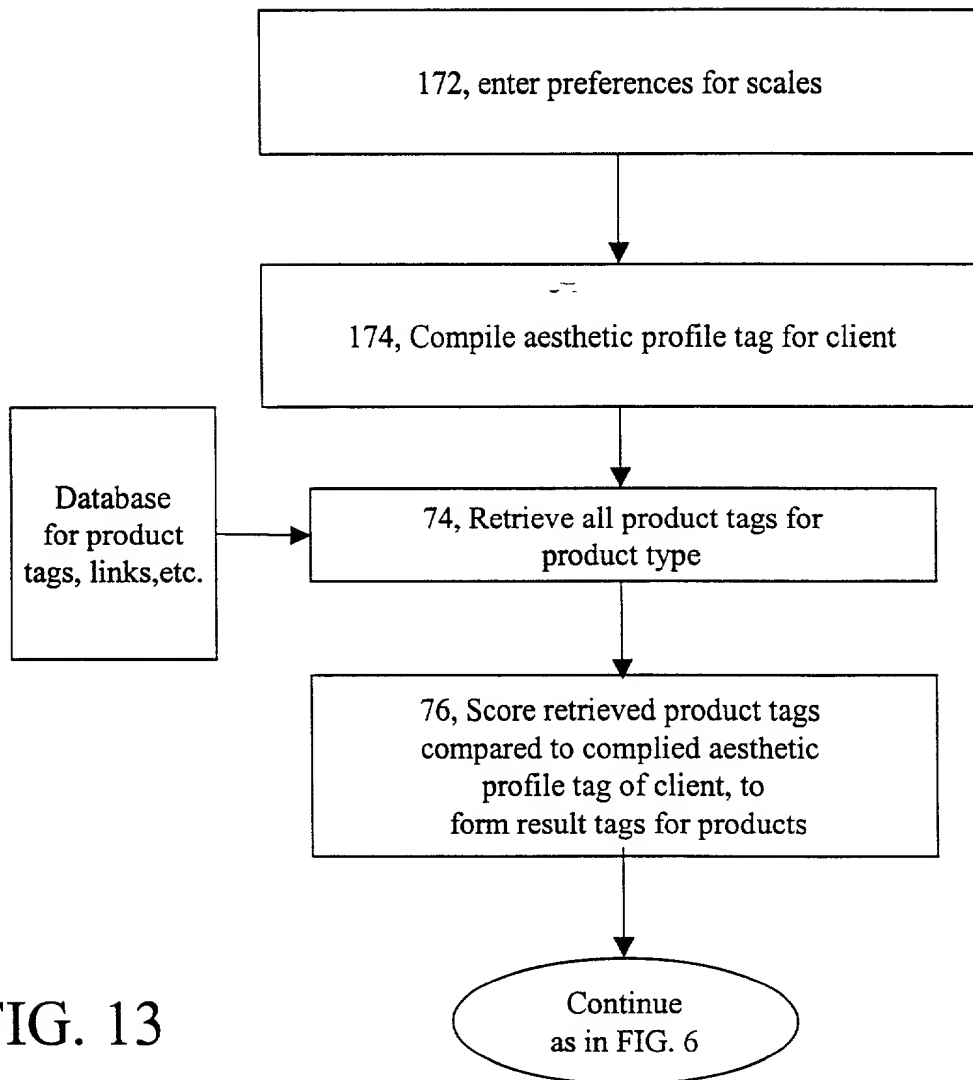 172, enter preferences for scales
174, Compile aesthetic profile tag for client
Database
for product
tags, links,etc.
74, Retrieve all product tags for
product type
76, Score retrieved product tags
compared to complied aesthetic
profile tag of client, to
form result tags for products
Continue
as in FIG. 6
FIG. 13